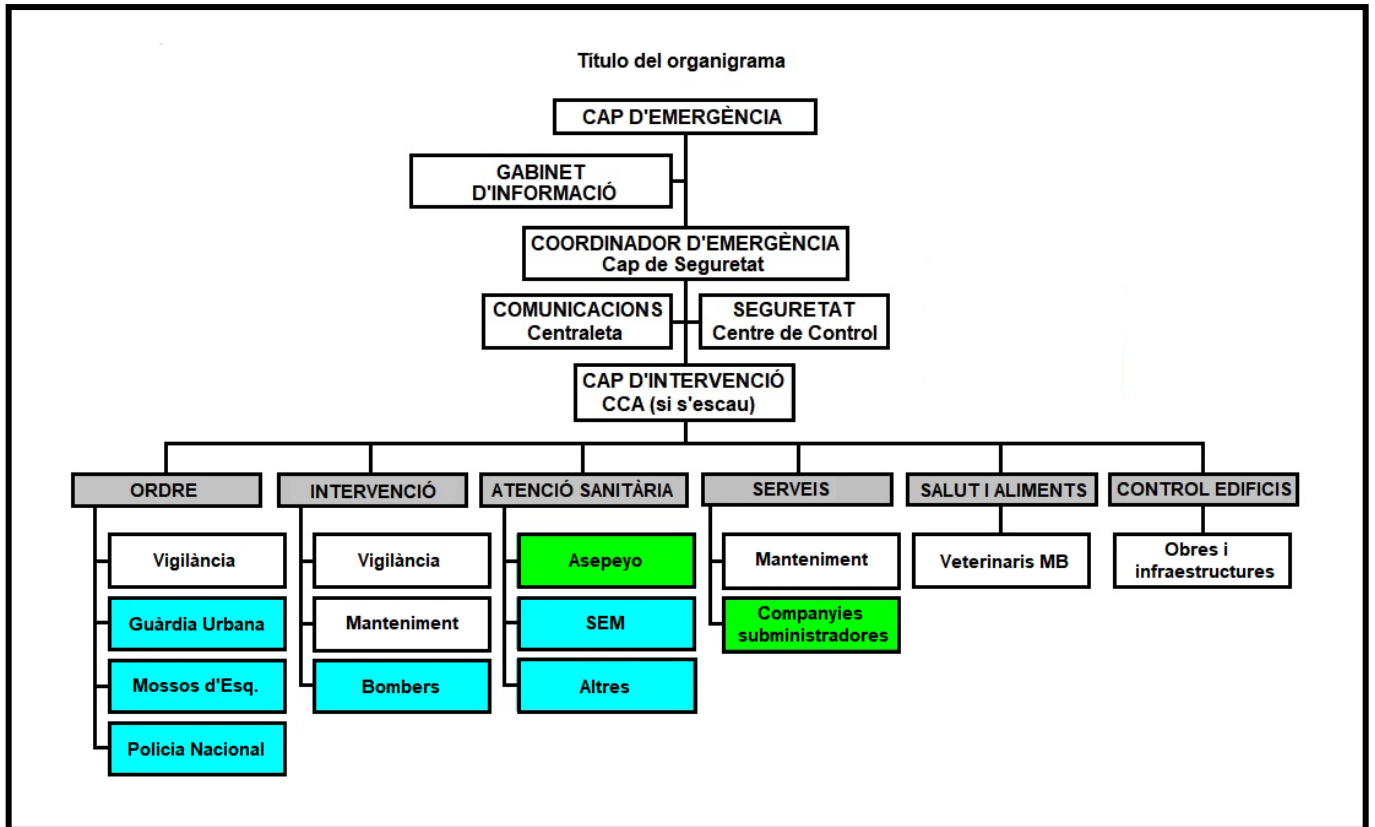 Título del organigrama
CAP D'EMERGÈNCIA
GABINET
D'INFORMACIÓ
COORDINADOR D'EMERGÈNCIA
Cap de Seguretat
COMUNICACIONS
Centraleta
SEGURETAT
Centre de Control
CAP D'INTERVENCIÓ
CCA (si s'escau)
ORDRE
Vigilància
Guàrdia Urbana
Mossos d'Esq.
Policia Nacional
INTERVENCIÓ
Vigilància
Manteniment
Bombers
ATENCIÓ SANITÀRIA
Asepeyo
SEM
Altres
SERVEIS
Manteniment
Companyies
subministradores
SALUT I ALIMENTS
Veterinaris MB
CONTROL EDIFICIS
Obres i
infraestructures